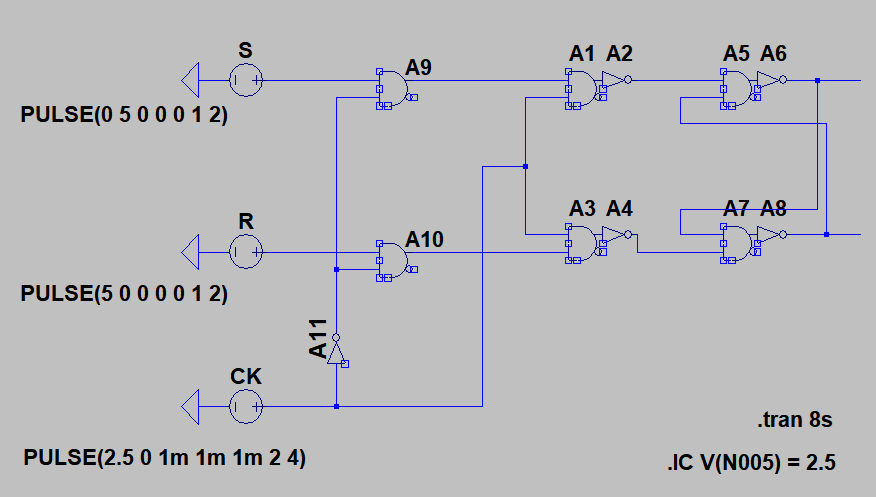 S
A9
A1 A2
A5 A6
PULSE(0 5 0 0 0 1 2)
R
A10
A3 A4
A7 A8
PULSE(5 0 0 0 0 1 2)
A11
CK
.tran 8s
PULSE(2.5 0 1m 1m 1m 2 4)
.IC V(N005) = 2.5